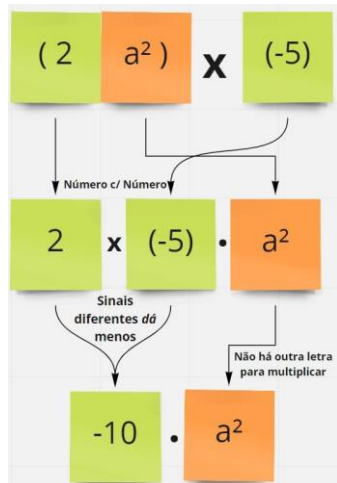 ( 2 a² ) x (-5)
Número c/ Número
2 x (-5) . a²
Sinais
diferentes dá
menos
Não há outra letra
para multiplicar
-10 . a²